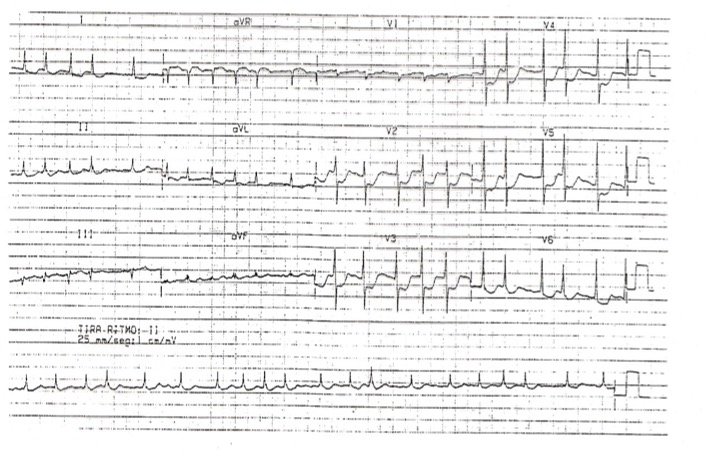 I aVR V1 V4
II aVL V2 V5
III aVF V3 V6
TIRA-RITMO: II
25 mm/seg; 1 cm/mV